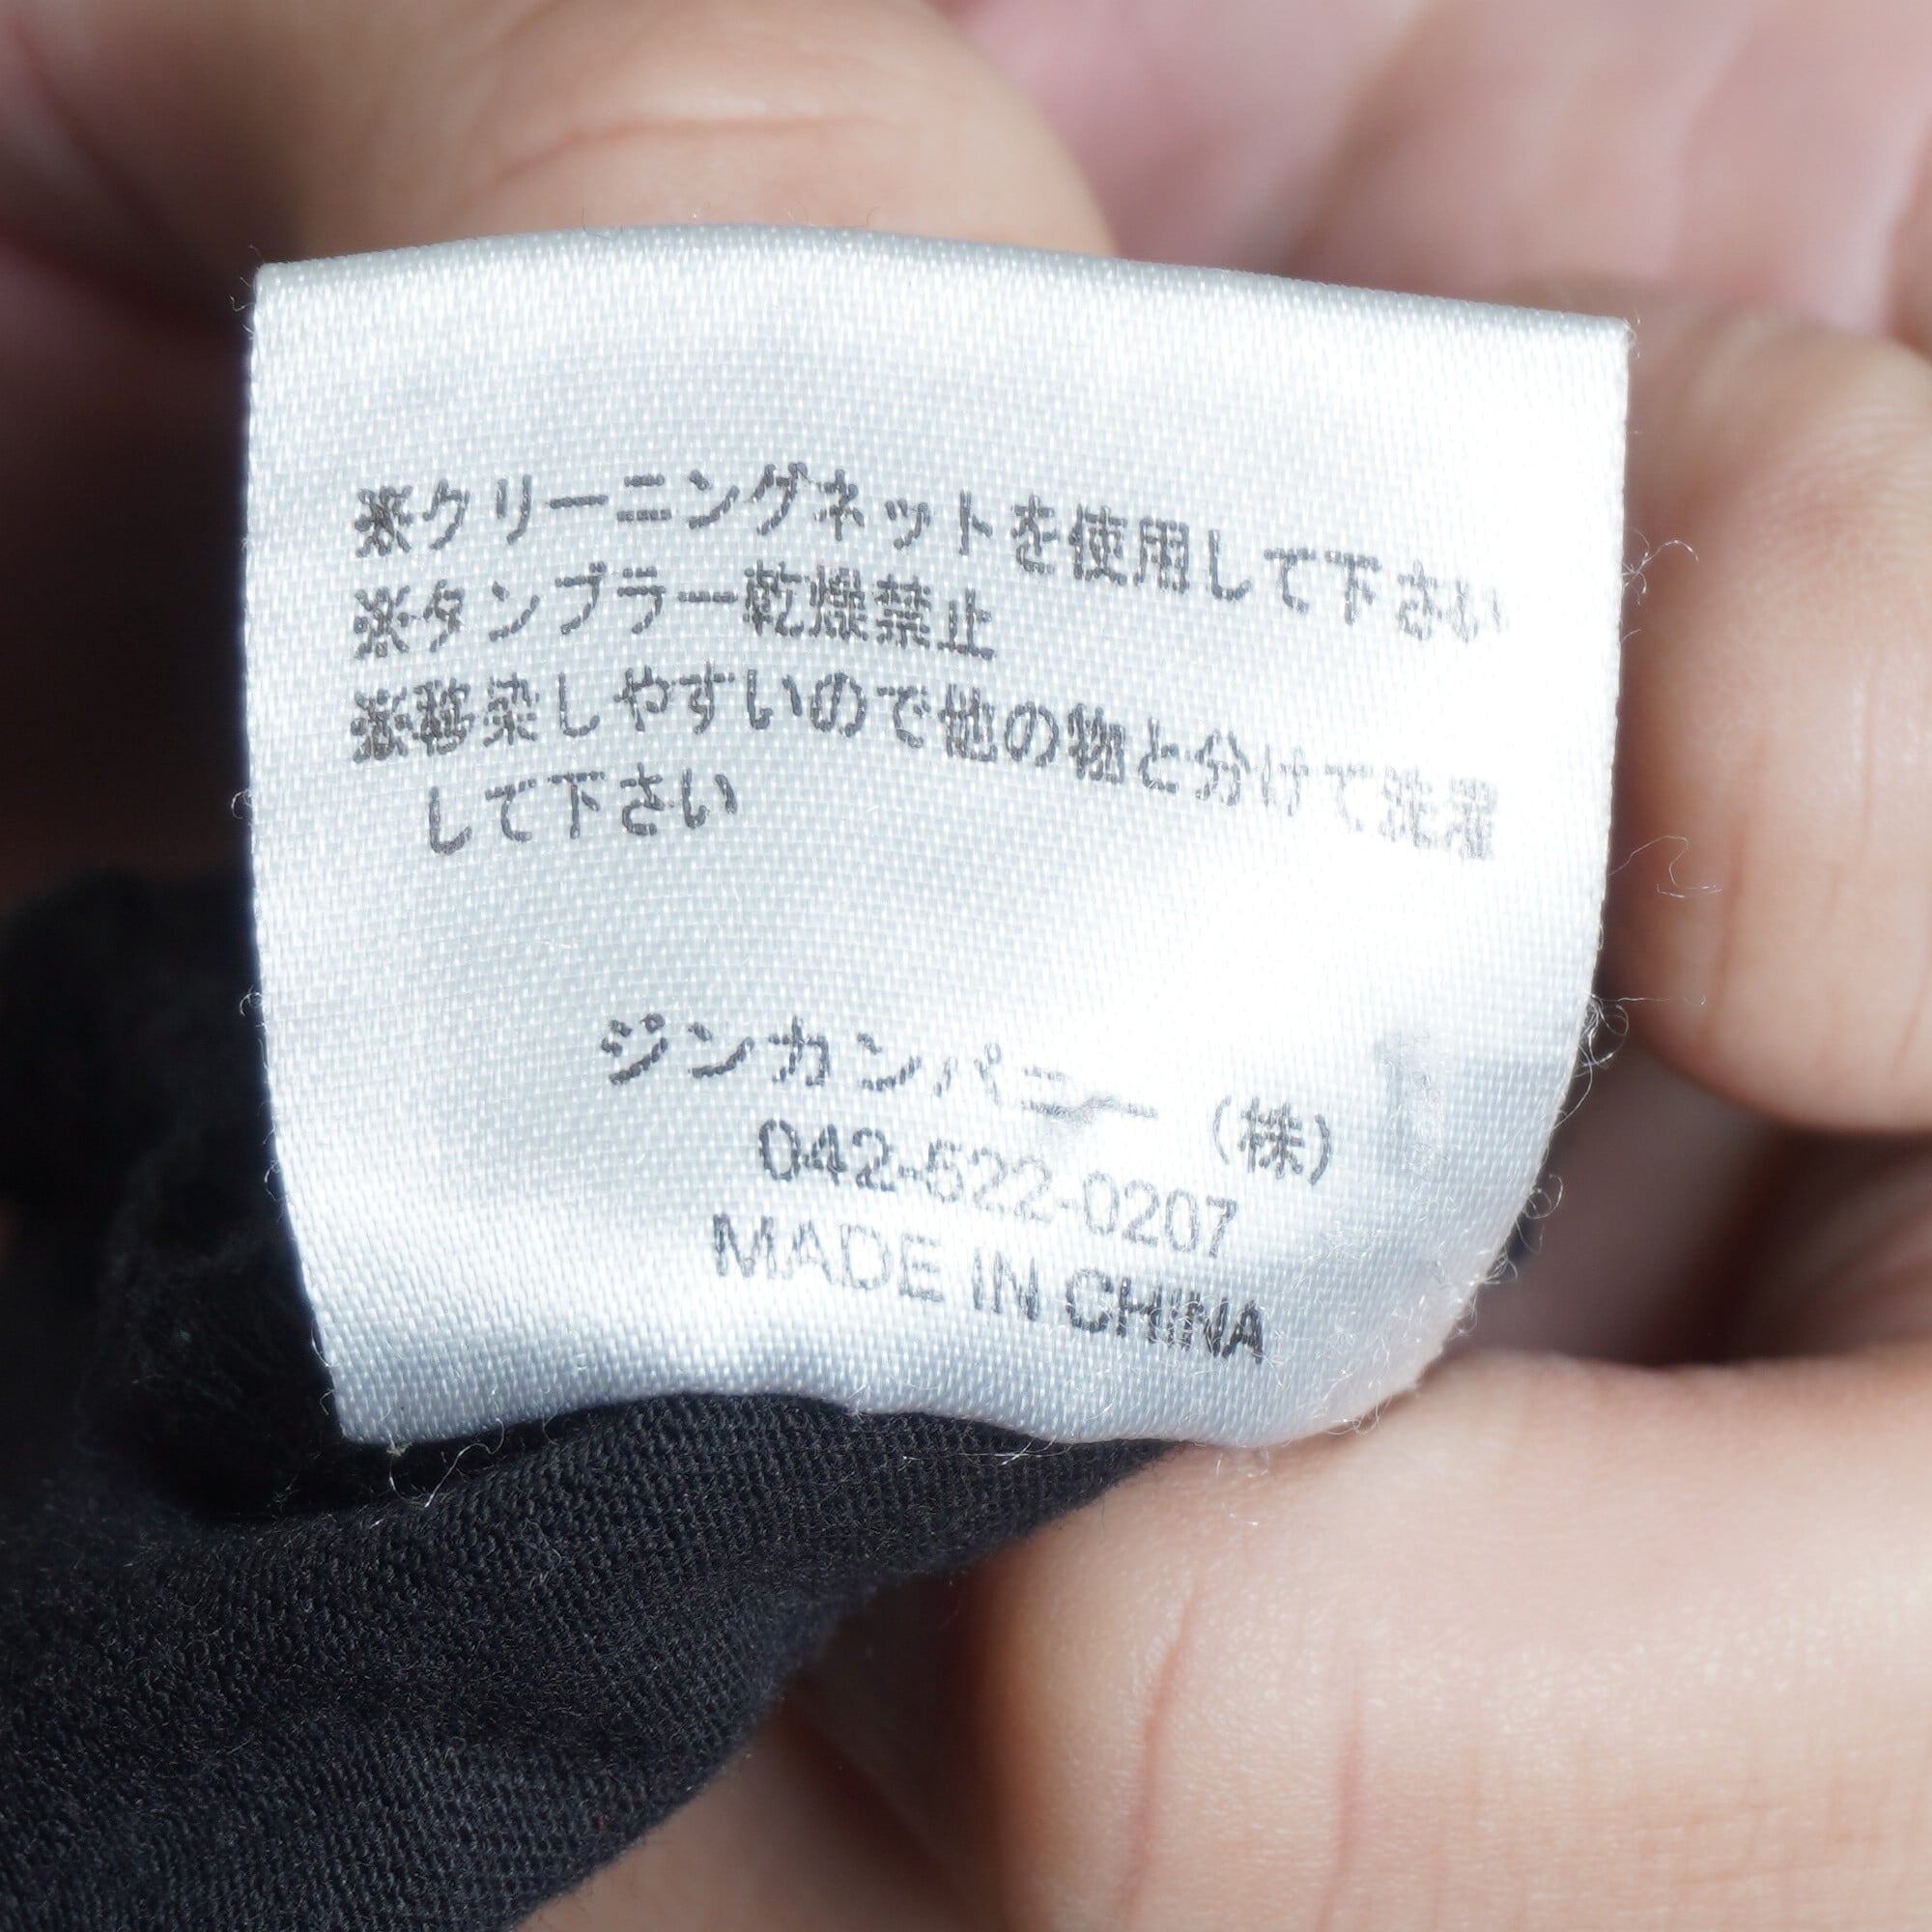 ※クリーニングネットを使用して下さい
※タンブラー乾燥禁止
※移染しやすいので他の物と分けて洗濯
して下さい
ジンカンパニー (株)
042-522-0207
MADE IN CHINA